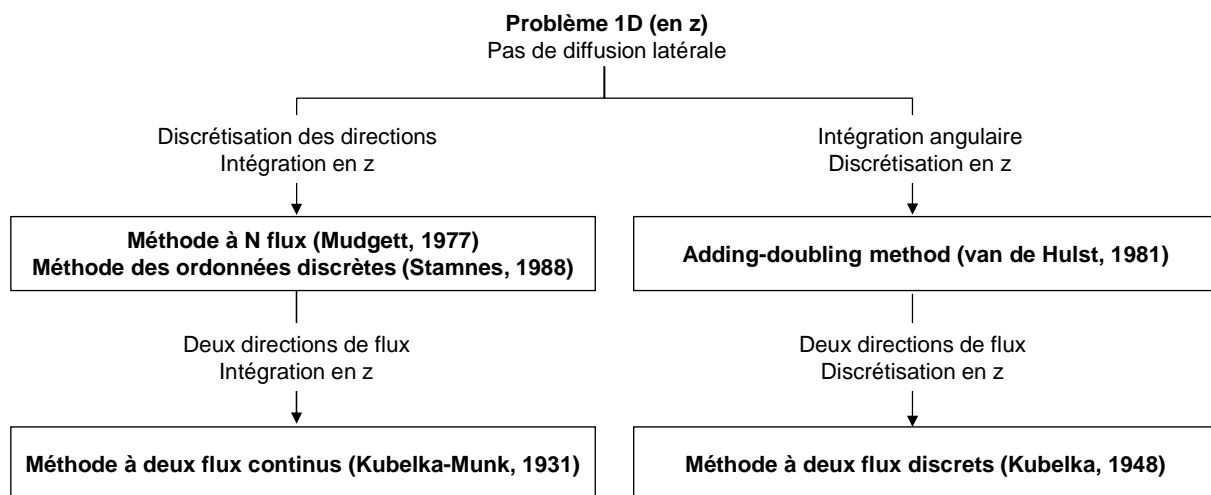 Problème 1D (en z)
Pas de diffusion latérale
Discrétisation des directions
Intégration en z
Intégration angulaire
Discrétisation en z
Méthode à N flux (Mudgett, 1977)
Méthode des ordonnées discrètes (Stamnes, 1988)
Adding-doubling method (van de Hulst, 1981)
Deux directions de flux
Intégration en z
Deux directions de flux
Discrétisation en z
Méthode à deux flux continus (Kubelka-Munk, 1931)
Méthode à deux flux discrets (Kubelka, 1948)